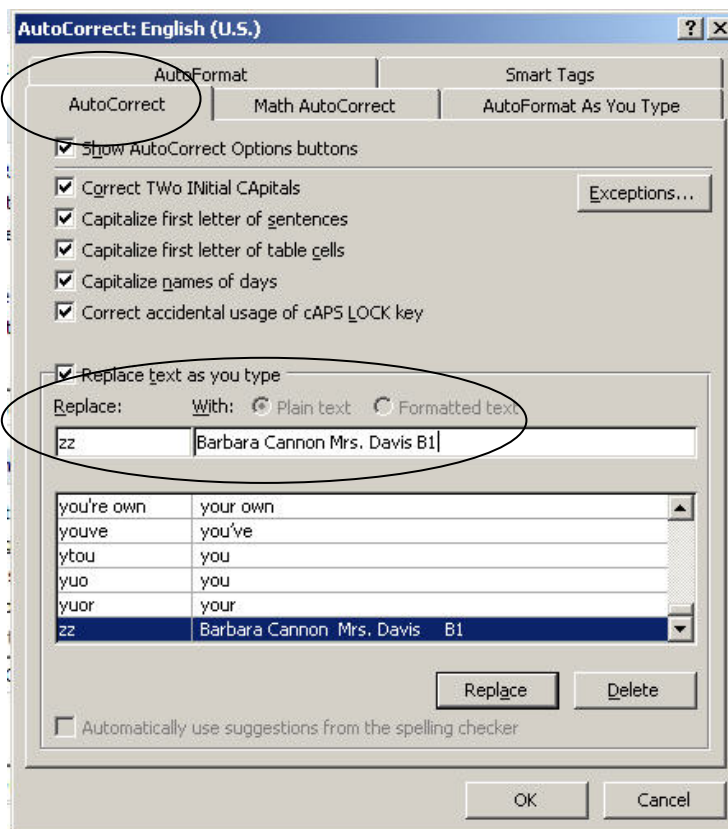 AutoCorrect: English (U.S.)
AutoFormat Smart Tags
AutoCorrect Math AutoCorrect AutoFormat As You Type
Show AutoCorrect Options buttons
Correct TWo INitial CApitals Exceptions...
Capitalize first letter of sentences
Capitalize first letter of table cells
Capitalize names of days
Correct accidental usage of cAPS LOCK key
Replace text as you type
Replace: With: Plain text Formatted text
zz Barbara Cannon Mrs. Davis B1
you're own your own
youve you've
ytou you
yuo you
yuor your
zz Barbara Cannon Mrs. Davis B1
Replace Delete
Automatically use suggestions from the spelling checker
OK Cancel